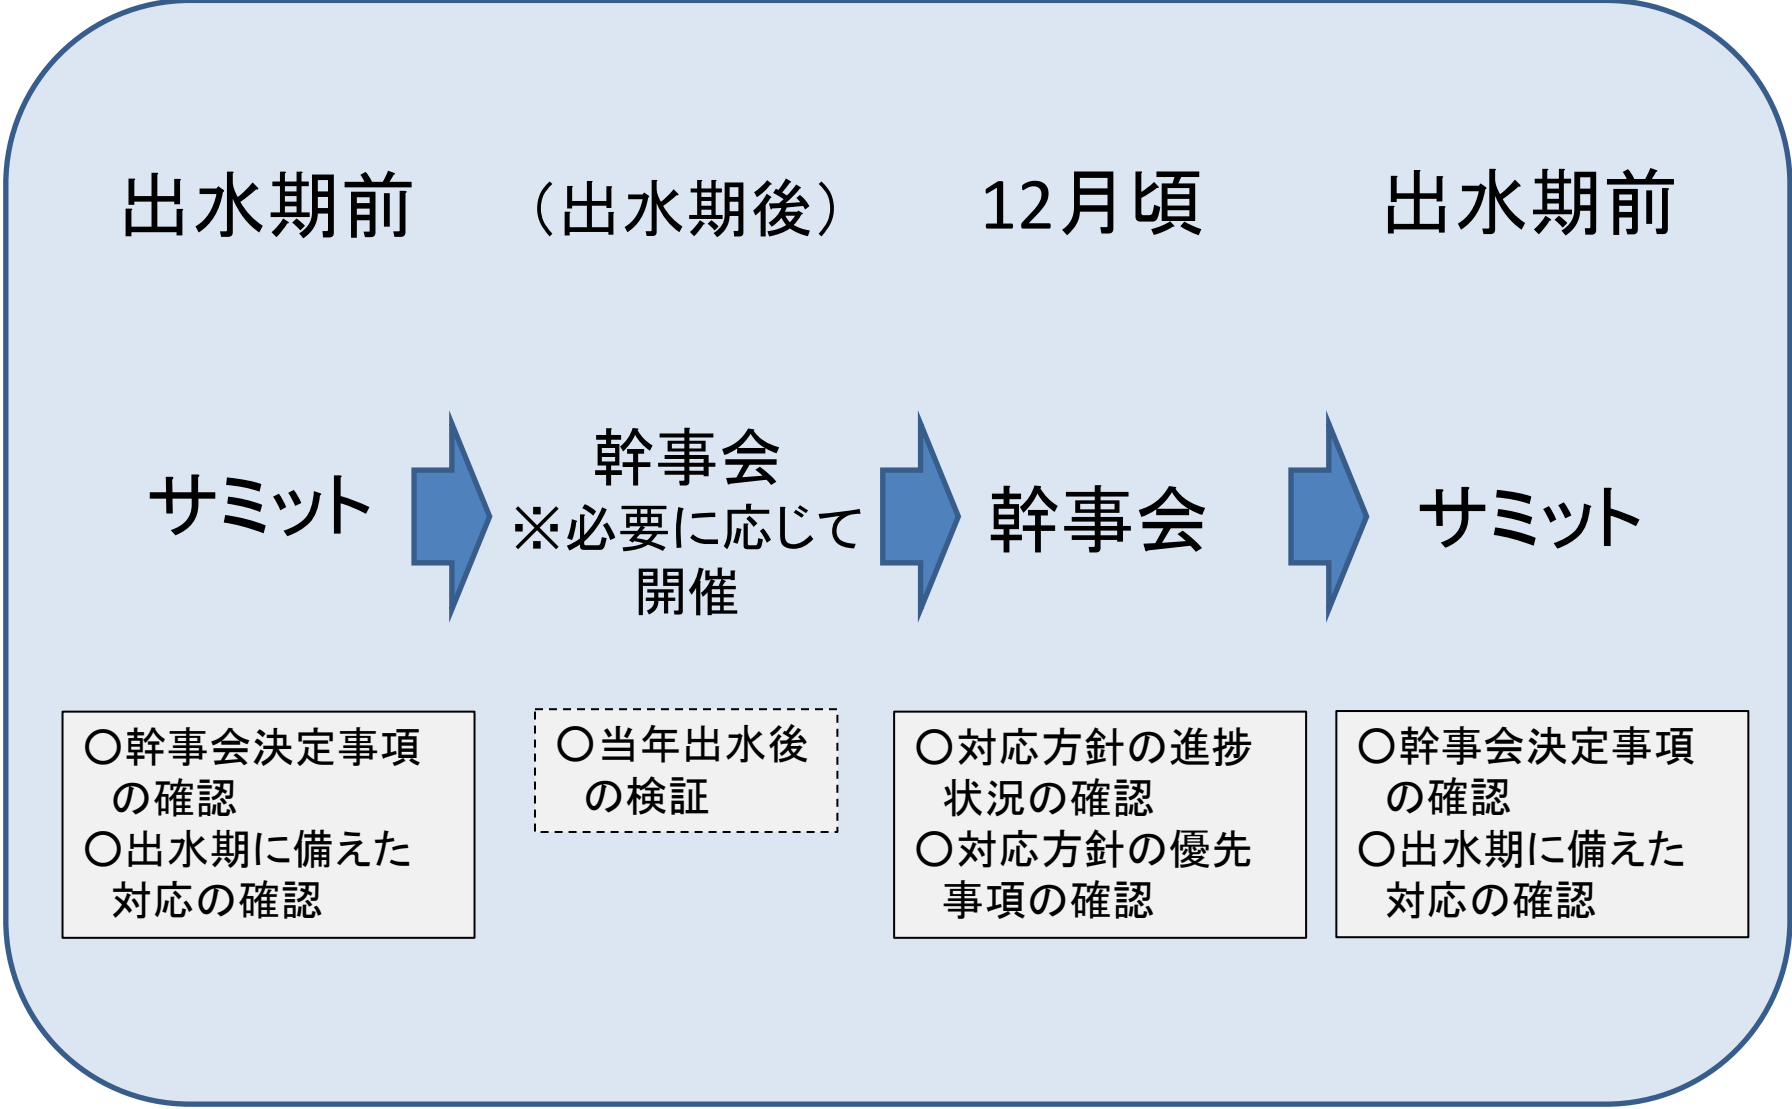 出水期前
（出水期後）
12月頃
出水期前
サミット
幹事会
※必要に応じて
開催
幹事会
サミット
〇幹事会決定事項
の確認
〇出水期に備えた
対応の確認
〇当年出水後
の検証
〇対応方針の進捗
状況の確認
〇対応方針の優先
事項の確認
〇幹事会決定事項
の確認
〇出水期に備えた
対応の確認